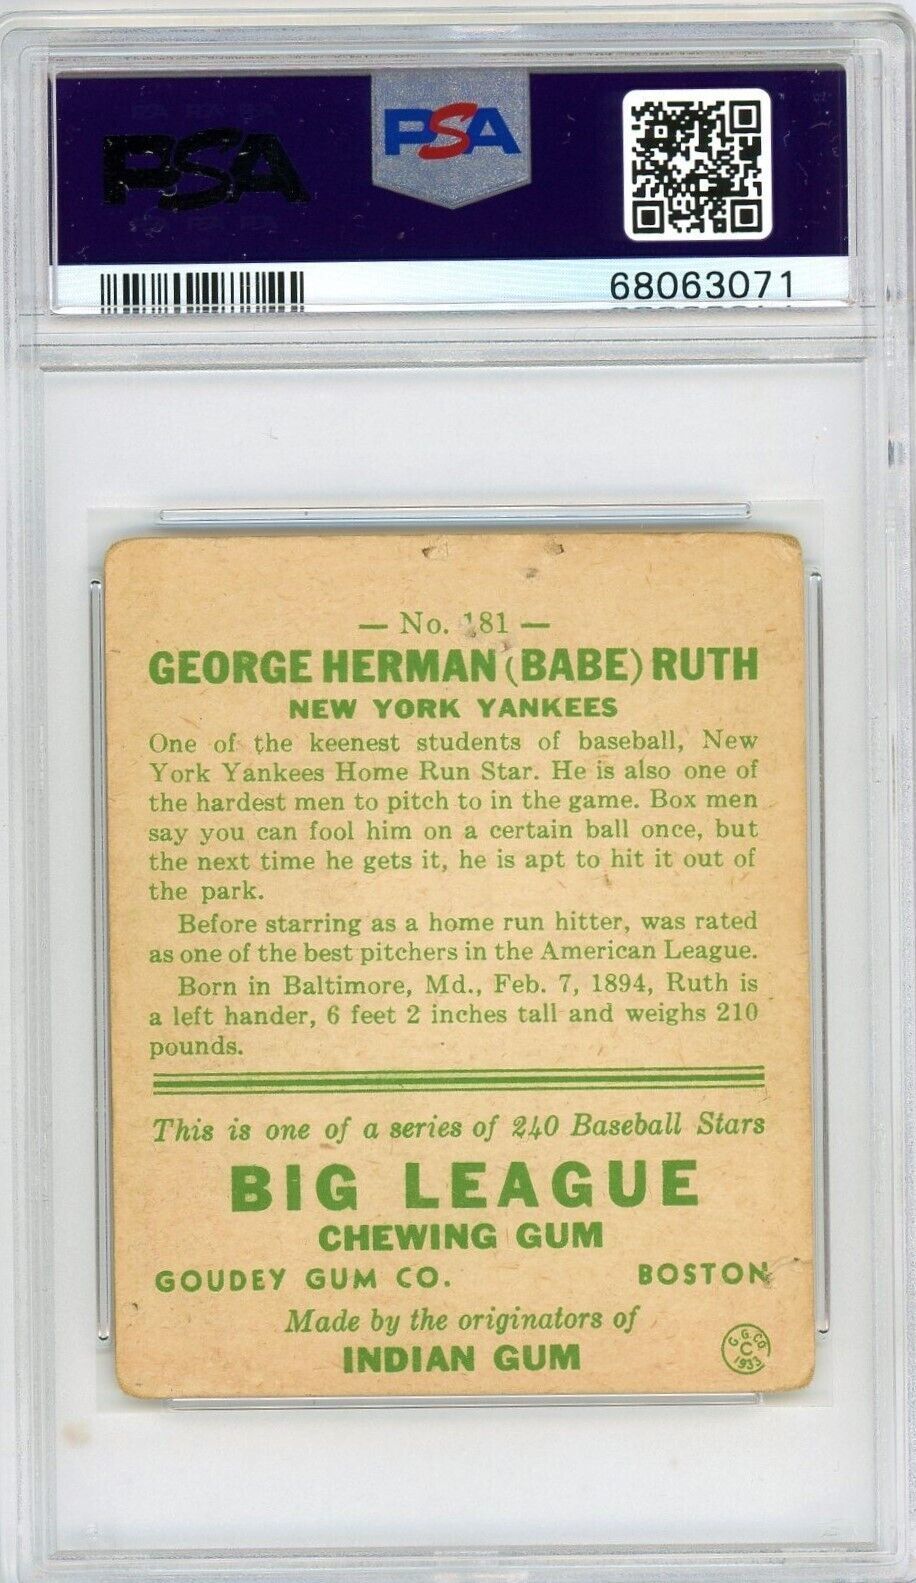 PSA
PSA
68063071
— No. 181 —
GEORGE HERMAN (BABE) RUTH
NEW YORK YANKEES
One of the keenest students of baseball, New
York Yankees Home Run Star. He is also one of
the hardest men to pitch to in the game. Box men
say you can fool him on a certain ball once, but
the next time he gets it, he is apt to hit it out of
the park.
Before starring as a home run hitter, was rated
as one of the best pitchers in the American League.
Born in Baltimore, Md., Feb. 7, 1894, Ruth is
a left hander, 6 feet 2 inches tall and weighs 210
pounds.
This is one of a series of 240 Baseball Stars
BIG LEAGUE
CHEWING GUM
GOUDEY GUM CO. BOSTON
Made by the originators of
INDIAN GUM
G.G.CO.
C
1933